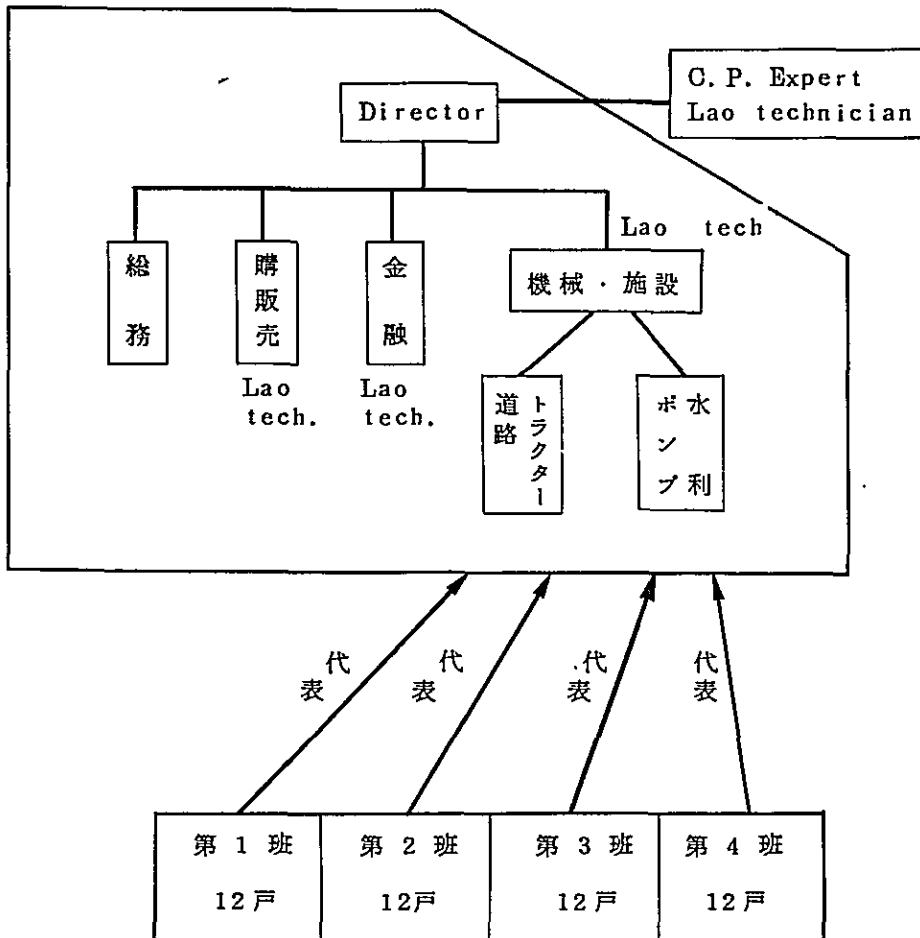 C. P. Expert
Lao technician
Director
Lao tech
総務
購販売
金融
機械・施設
Lao
tech.
Lao
tech.
トラクター
道路
水利
ポンプ
代表
代表
代表
代表
第1班
12戸
第2班
12戸
第3班
12戸
第4班
12戸